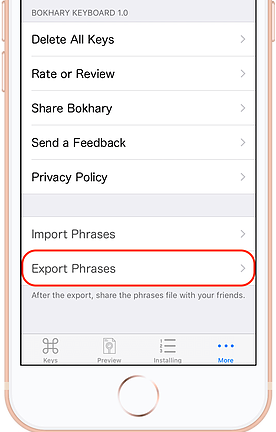 BOKHARY KEYBOARD 1.0
Delete All Keys
Rate or Review
Share Bokhary
Send a Feedback
Privacy Policy
Import Phrases
Export Phrases
After the export, share the phrases file with your friends.
Keys Preview Installing More